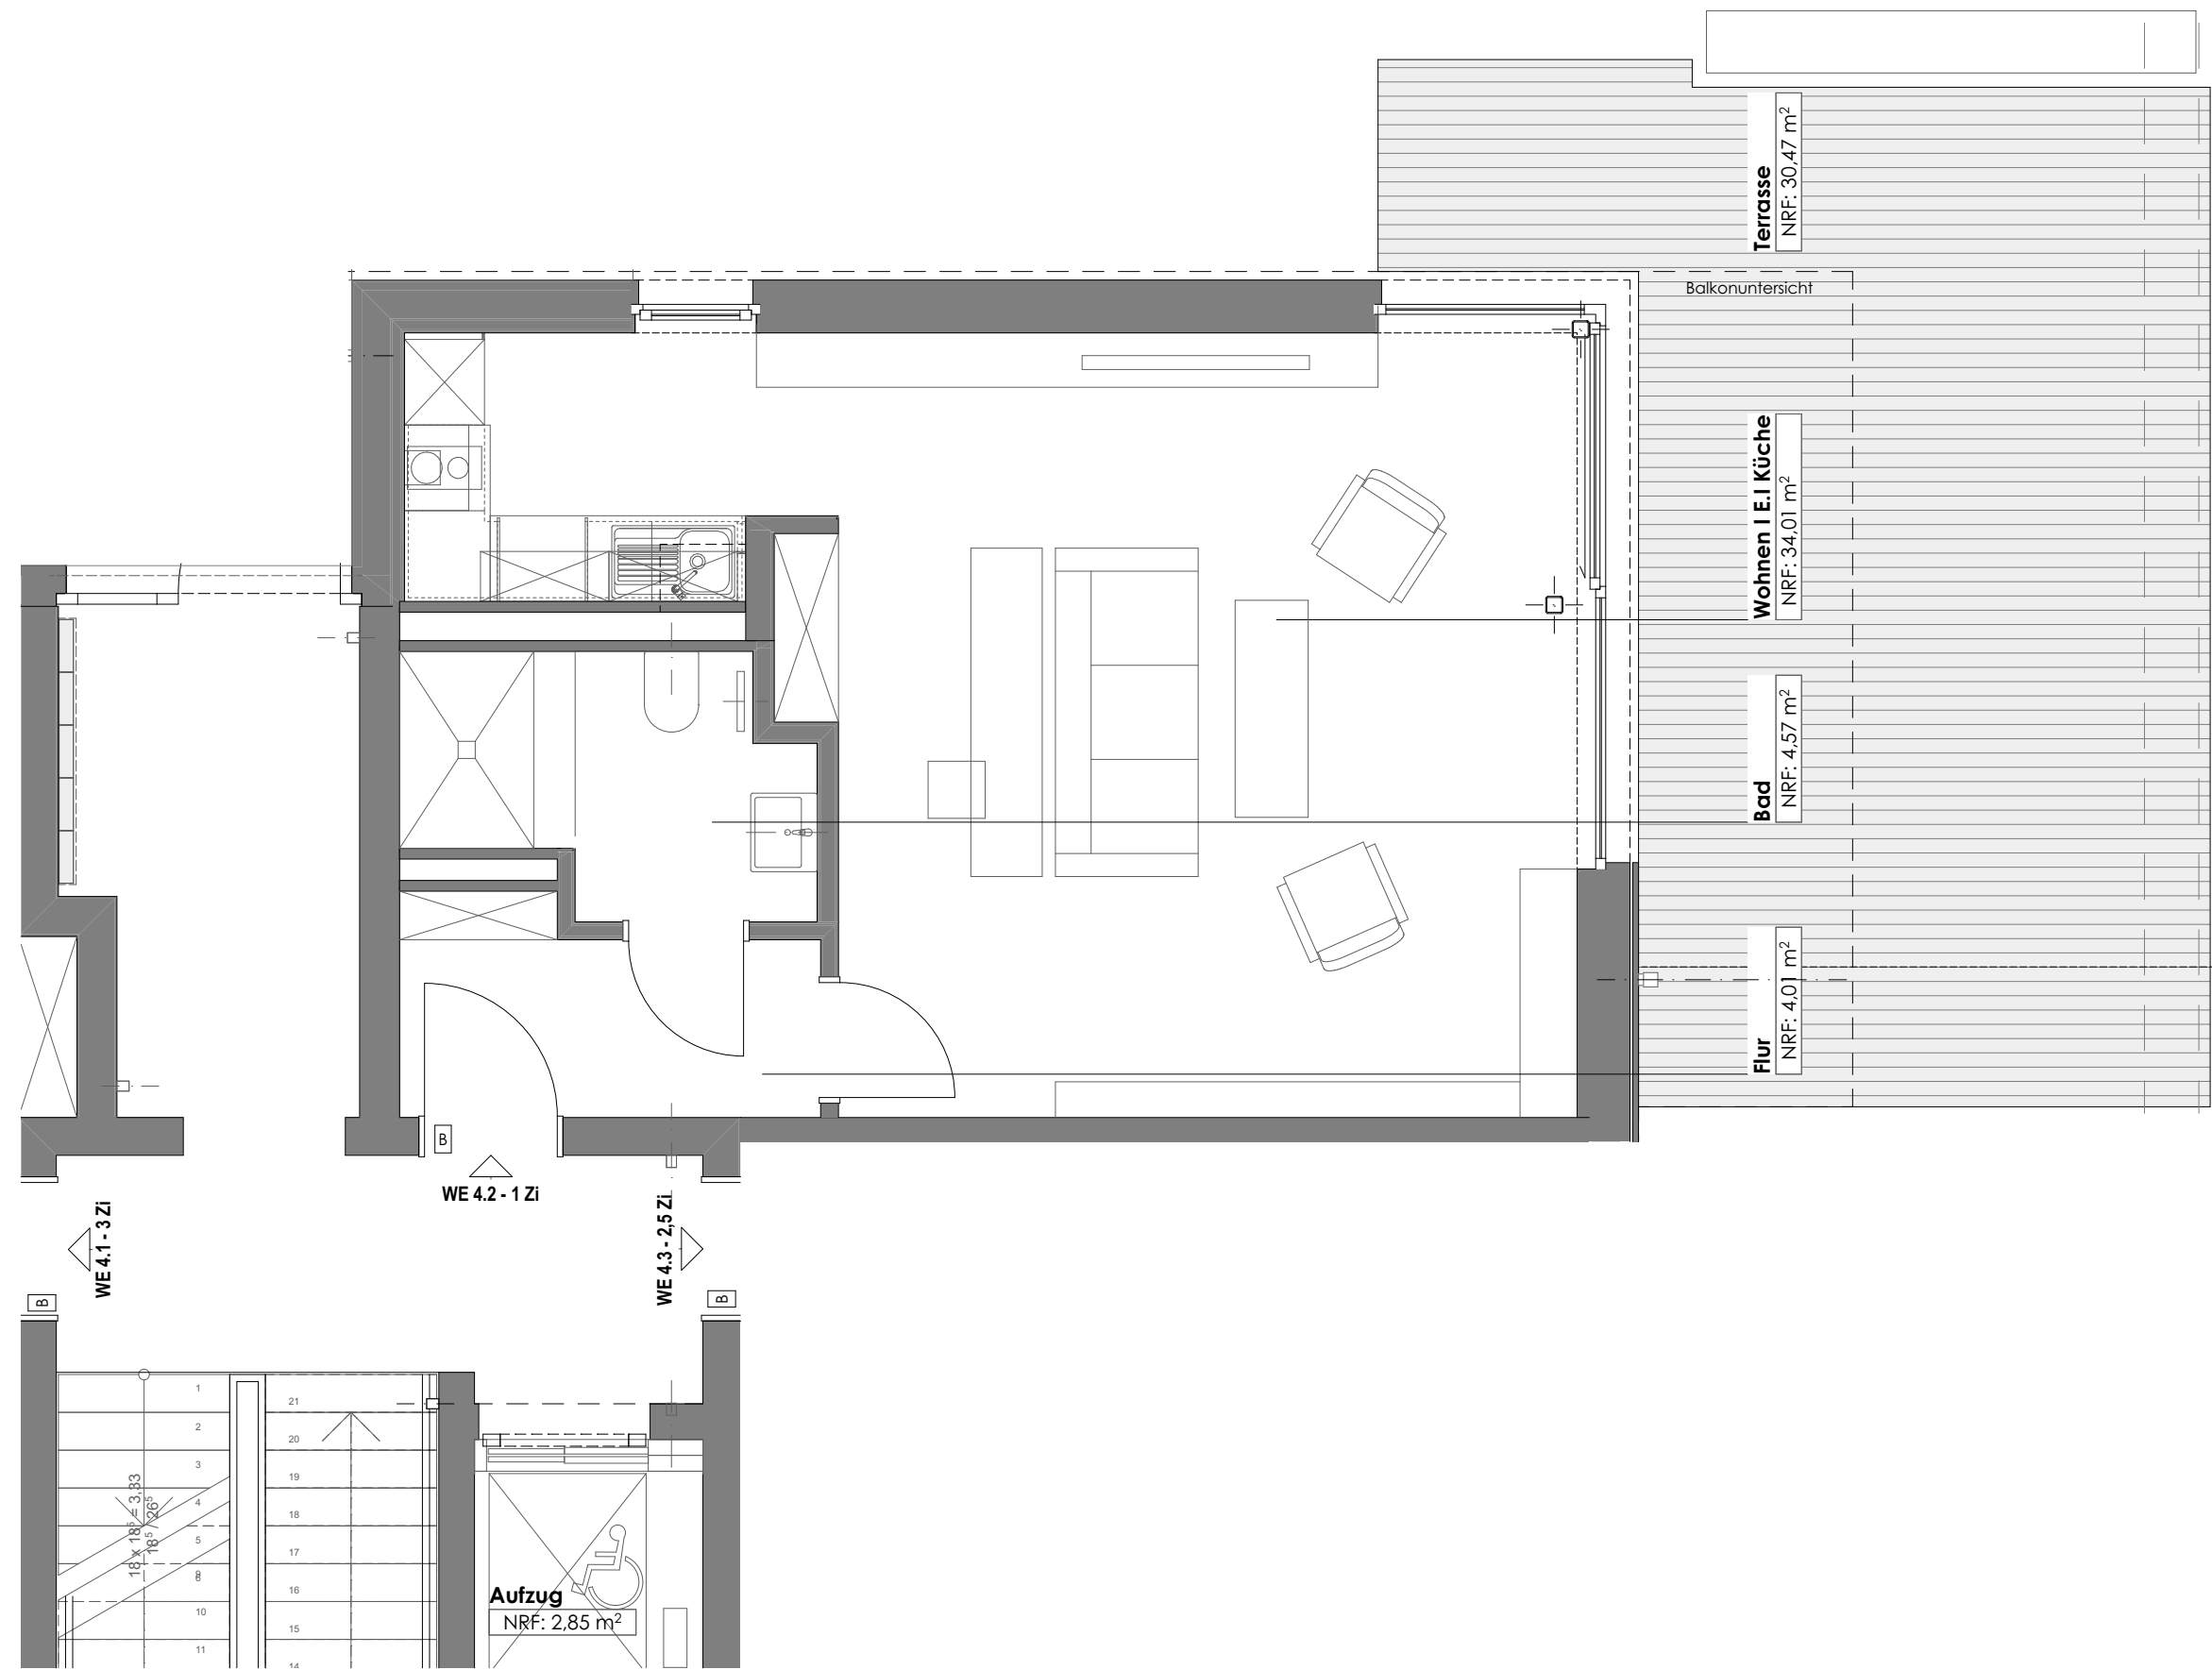 Terrasse
NRF: 30,47 m²
Balkonuntersicht
Wohnen I E.I Küche
NRF: 34,01 m²
Bad
NRF: 4,57 m²
Flur
NRF: 4,01 m²
B
WE 4.2 - 1 Zi
WE 4.1 - 3 Zi
WE 4.3 - 2,5 Zi
B
B
1
2
3
4
5
10
11
21
20
19
18
17
16
15
14
18 x 18⁵ = 3,33
18⁵ / 26⁵
Aufzug
NRF: 2,85 m²